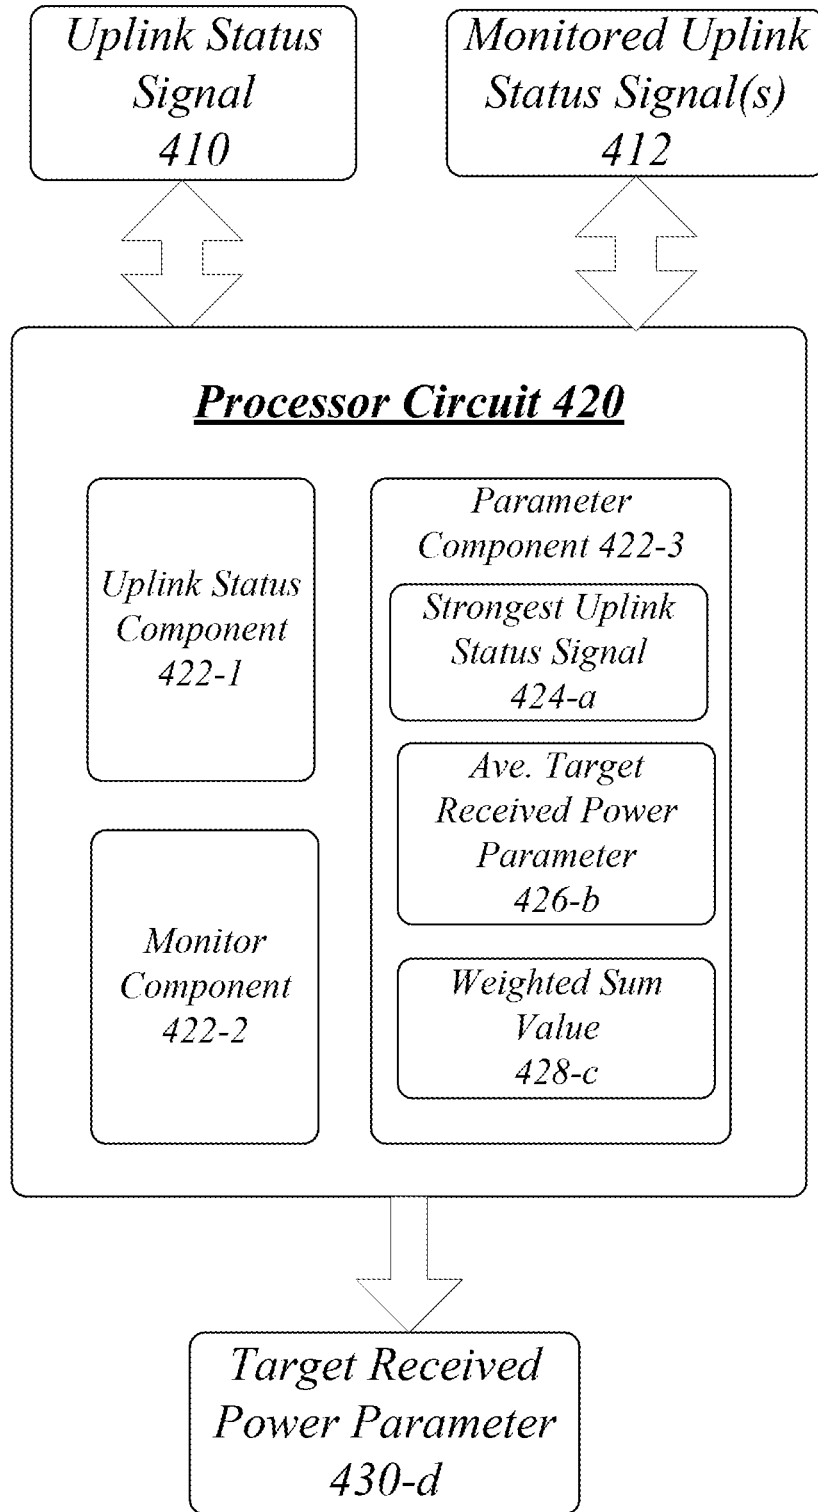 Uplink Status
Signal
410
Monitored Uplink
Status Signal(s)
412
Processor Circuit 420
Uplink Status
Component
422-1
Monitor
Component
422-2
Parameter
Component 422-3
Strongest Uplink
Status Signal
424-a
Ave. Target
Received Power
Parameter
426-b
Weighted Sum
Value
428-c
Target Received
Power Parameter
430-d